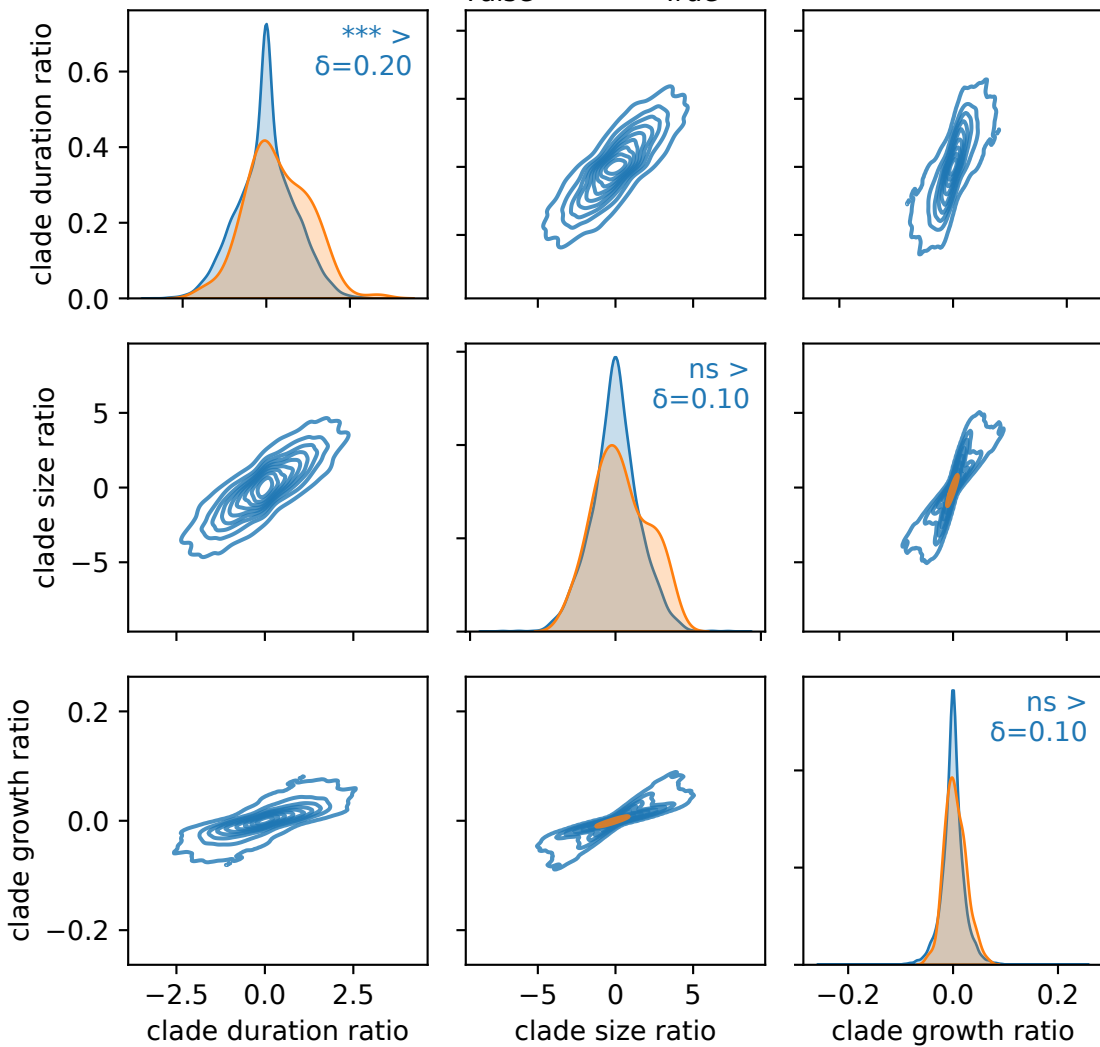 *** >
δ=0.20
clade duration ratio
0.6
0.4
0.2
0.0
ns >
δ=0.10
clade size ratio
5
0
−5
ns >
δ=0.10
clade growth ratio
0.2
0.0
−0.2
−2.5 0.0 2.5
−5 0 5
−0.2 0.0 0.2
clade duration ratio
clade size ratio
clade growth ratio